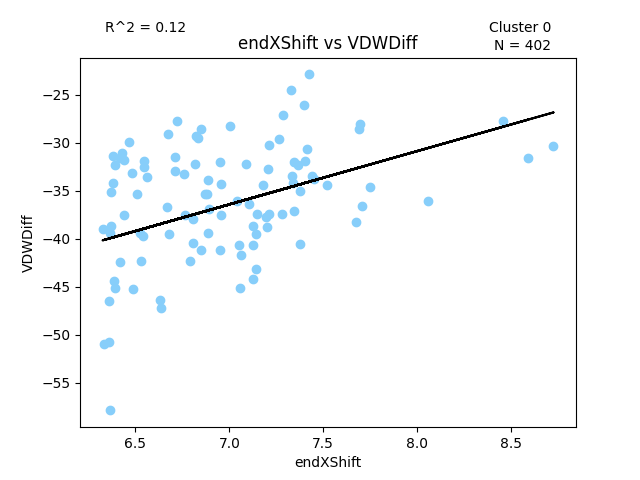 R^2 = 0.12
Cluster 0
N = 402
endXShift vs VDWDiff
−25
−30
−35
−40
−45
−50
−55
VDWDiff
6.5
7.0
7.5
8.0
8.5
endXShift